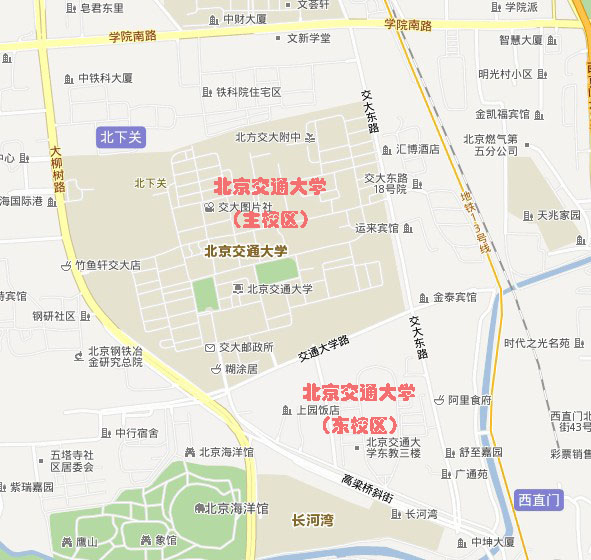 皇君东里
文荟轩
学院派
中财大厦
学院南路
文新学堂
学院南路
智慧大厦
中铁科大厦
明光村小区
铁科院住宅区
交大东路
金凯福宾馆
北下关
北方交大附中
北京燃气第
五分公司
中心
汇博酒店
大柳树路
北下关
北京交通大学
(主校区)
交大东路
18号院
海国际港
交大图片社
地铁13号线
天兆家园
运来宾馆
北京交通大学
竹鱼轩交大店
北京交通大学
宾馆
金泰宾馆
钢研社区
交大东路
时代之光名苑
交大邮政所
交通大学路
北京钢铁冶
金研究总院
糊涂居
北京交通大学
(东校区)
阿里食府
上园饭店
西直门北
街43号
中行宿舍
北京交通大
学东教三楼
五塔寺社
区居委会
北京海洋馆
舒至嘉园
彩票销售
广通苑
高梁桥斜街
紫瑞嘉园
西直门
北京海洋馆
长河湾
长河湾
鹰山
象馆
中坤大厦